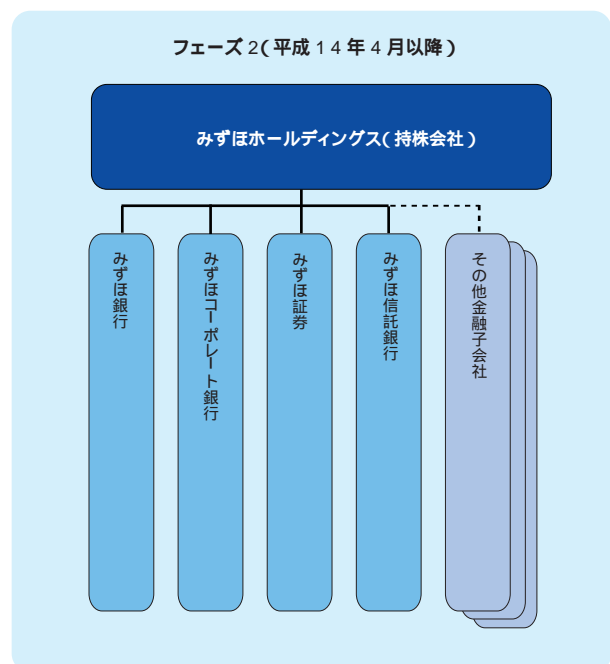 フェーズ2(平成14年4月以降)
みずほホールディングス(持株会社)
みずほ銀行
みずほコーポレート銀行
みずほ証券
みずほ信託銀行
その他金融子会社